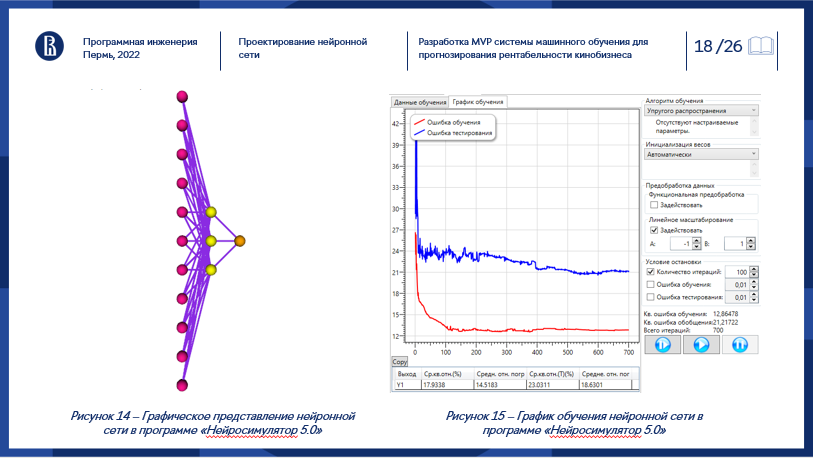 Программная инженерия
Пермь, 2022
Проектирование нейронной
сети
Разработка MVP системы машинного обучения для
прогнозирования рентабельности кинобизнеса
18 /26
Данные обучения
График обучения
Ошибка обучения
Ошибка тестирования
42
39
36
33
30
27
24
21
18
15
12
0 100 200 300 400 500 600 700
Алгоритм обучения
Упругого распространения
Отсутствуют настраиваемые
параметры.
Инициализация весов
Автоматически
Предобработка данных
Функциональная предобработка
Задействовать
Линейное масштабирование
Задействовать
A: -1 B: 1
Условие остановки
Количество итераций: 100
Ошибка обучения: 0,01
Ошибка тестирования: 0,01
Кв. ошибка обучения: 12,86478
Кв. ошибка обобщения:21,21722
Всего итераций: 700
Copy
Выход Ср.кв.отн.(%) Средн. отн. погр Ср.кв.отн.(Т)(%) Средне. отн. пог
Y1 17.9338 14.5183 23.0311 18.6301
Рисунок 14 – Графическое представление нейронной
сети в программе «Нейросимулятор 5.0»
Рисунок 15 – График обучения нейронной сети в
программе «Нейросимулятор 5.0»